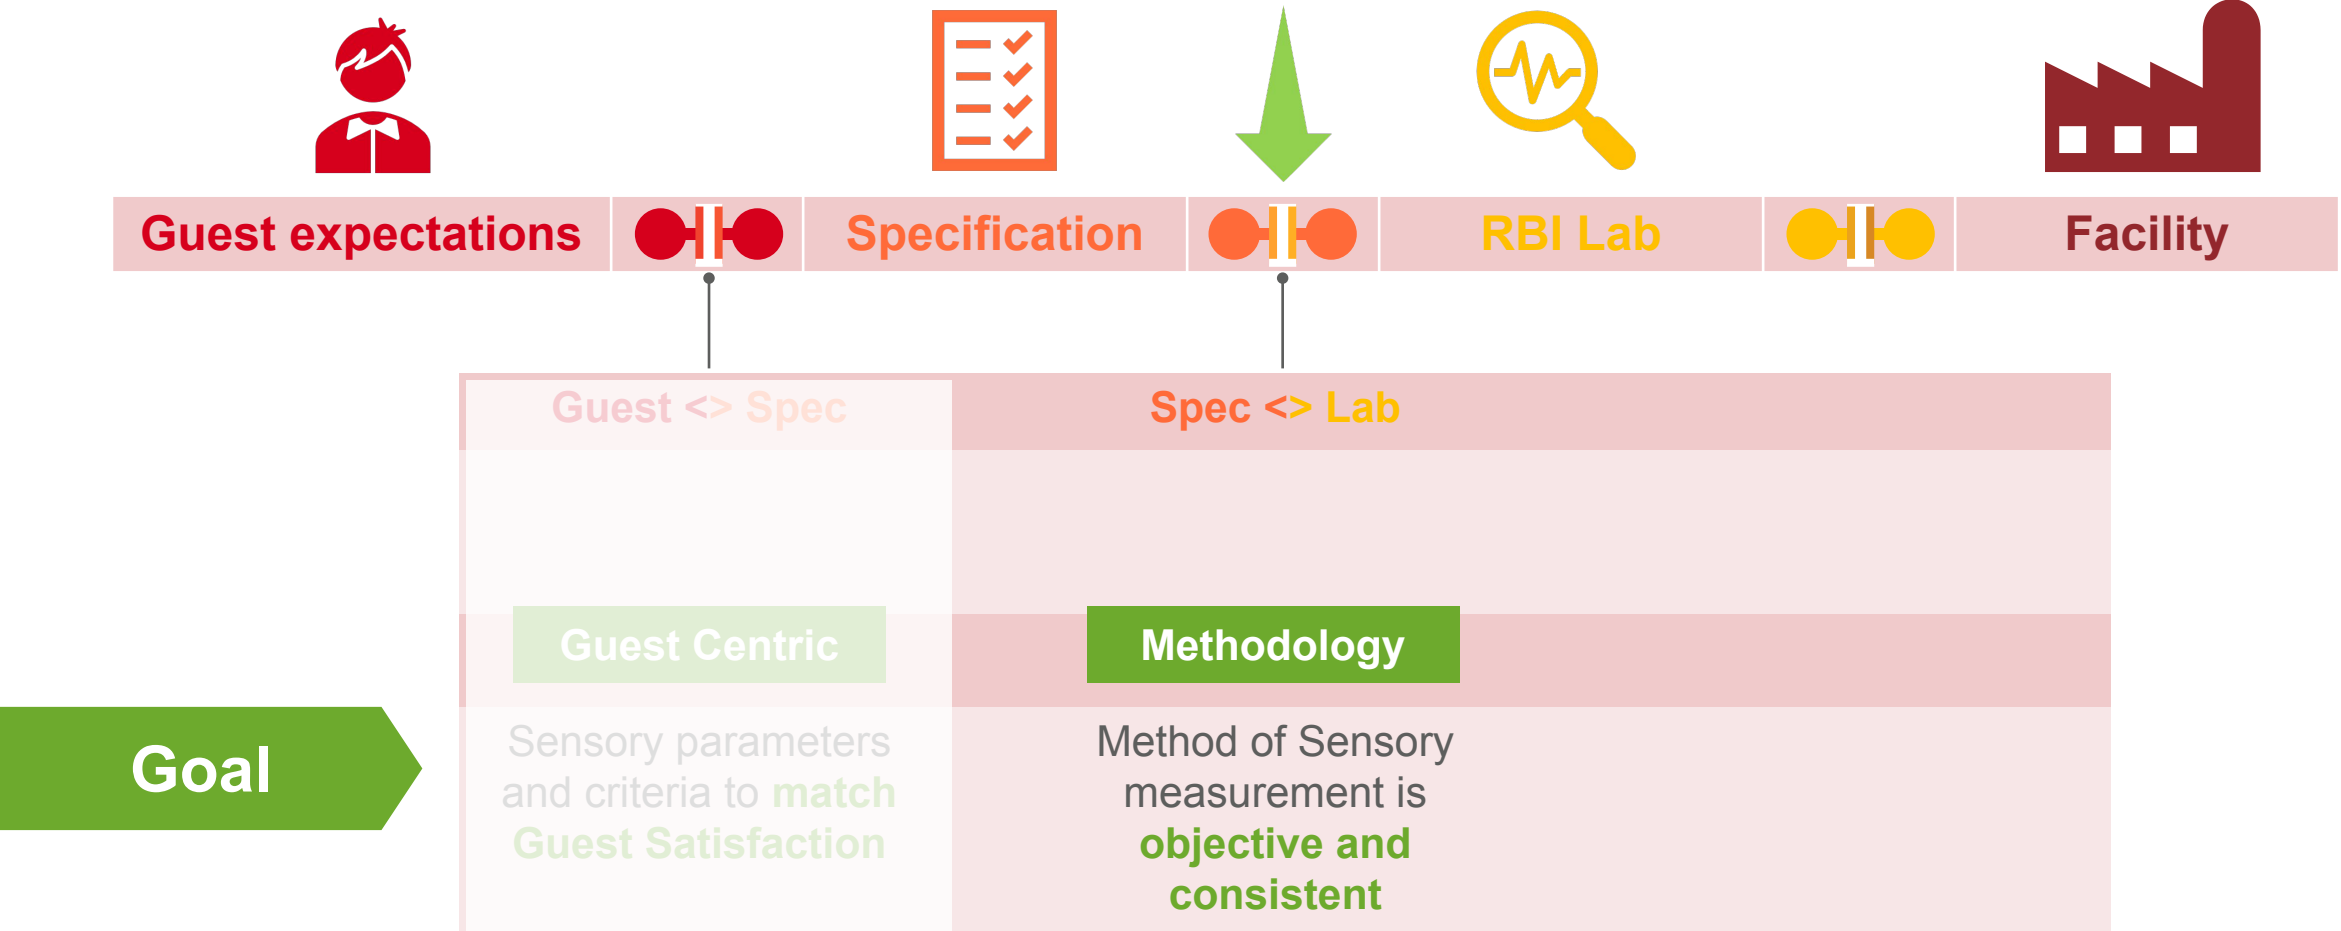 Guest expectations
Specification
RBI Lab
Facility
Guest <> Spec
Spec <> Lab
Guest Centric
Methodology
Goal
Sensory parameters
and criteria to match
Guest Satisfaction
Method of Sensory
measurement is
objective and
consistent